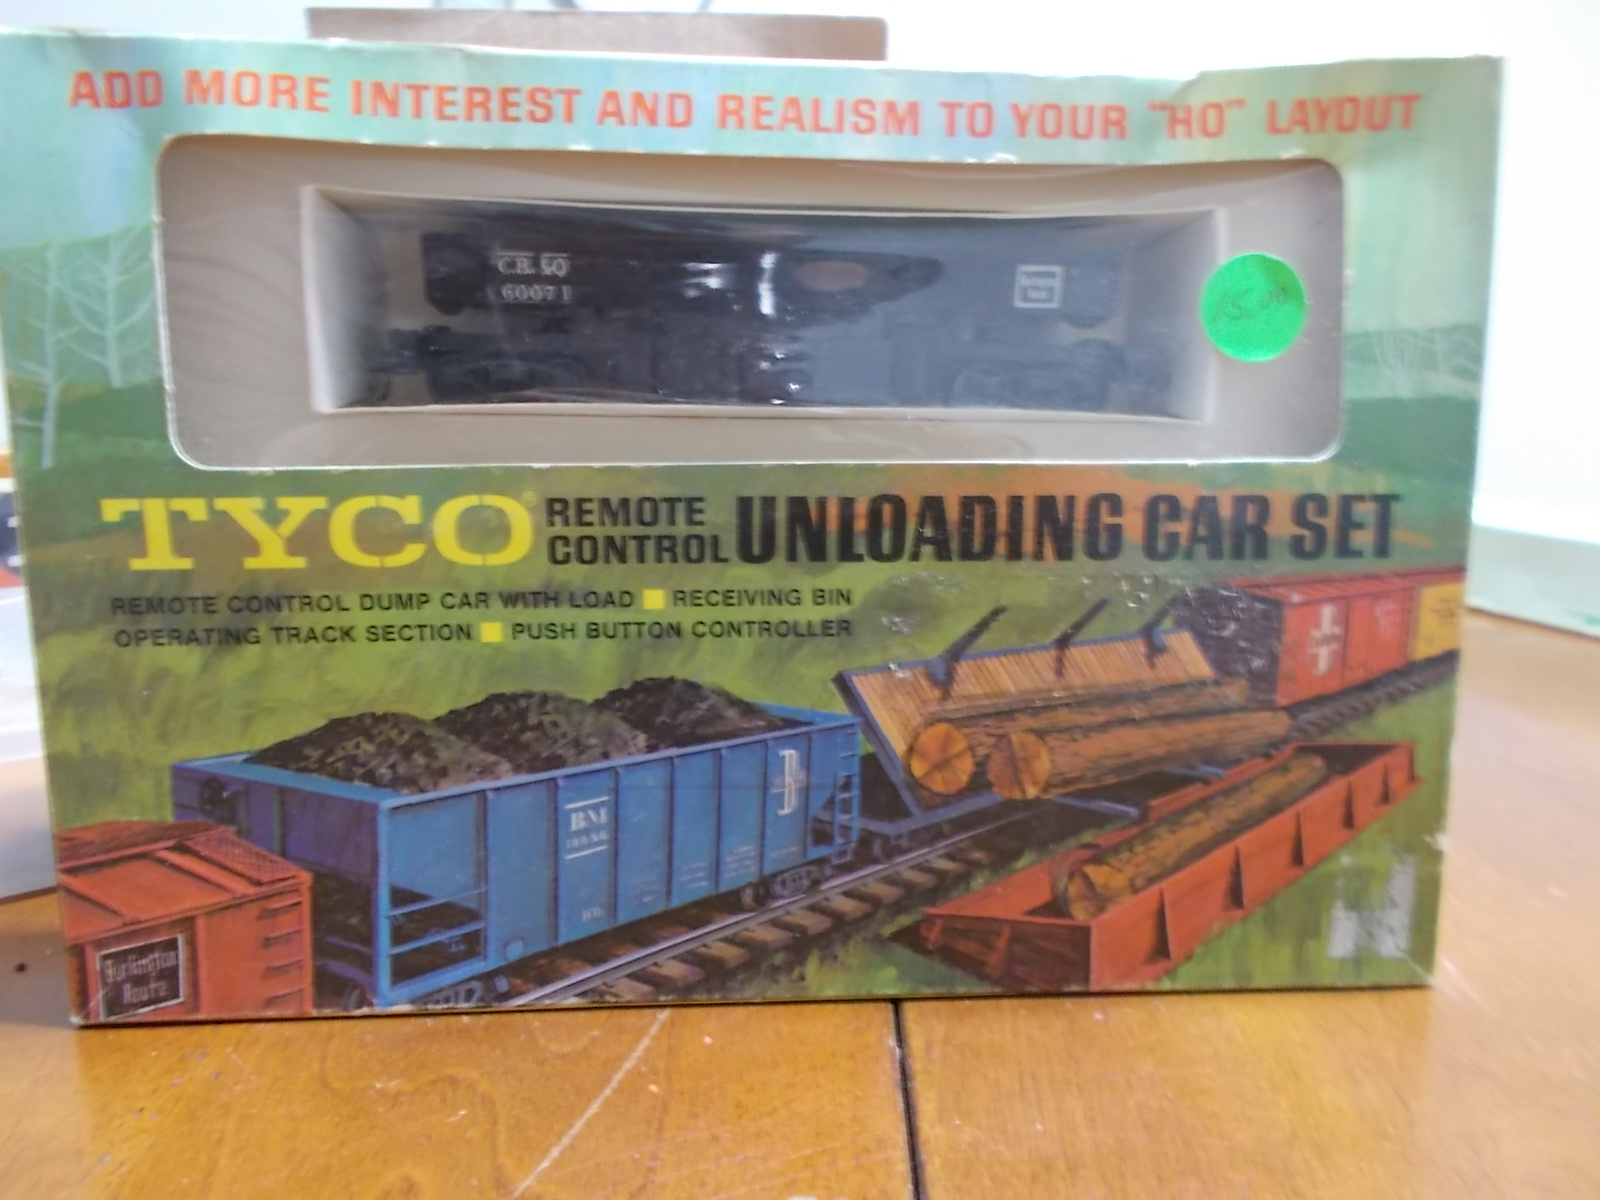 ADD MORE INTEREST AND REALISM TO YOUR "HO" LAYOUT
C.B. & Q
60071
15.00
TYCO® REMOTE CONTROL UNLOADING CAR SET
REMOTE CONTROL DUMP CAR WITH LOAD RECEIVING BIN
OPERATING TRACK SECTION PUSH BUTTON CONTROLLER
B
M
B
Burlington
Route